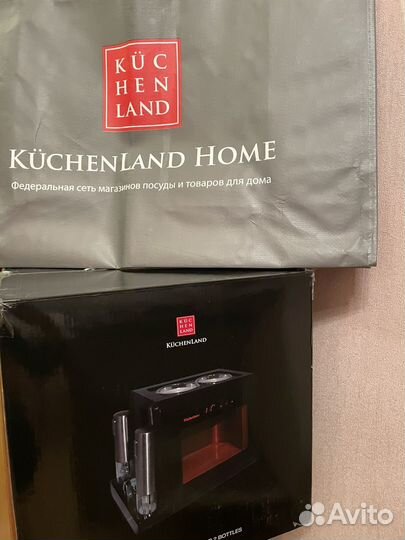 KÜC
HEN
LAND
KÜCHENLAND HOME
Федеральная сеть магазинов посуды и товаров для дома
KÜC
HEN
LAND
KÜCHENLAND
2 BOTTLES
Avito